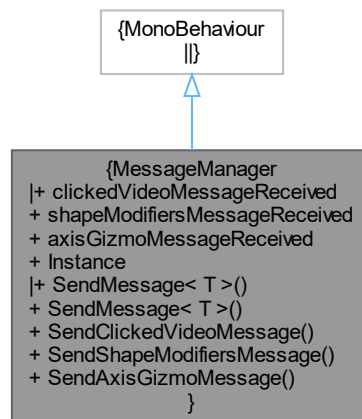 {MonoBehaviour
||}
{MessageManager
|+ clickedVideoMessageReceived
+ shapeModifiersMessageReceived
+ axisGizmoMessageReceived
+ Instance
|+ SendMessage< T >()
+ SendMessage< T >()
+ SendClickedVideoMessage()
+ SendShapeModifiersMessage()
+ SendAxisGizmoMessage()
}